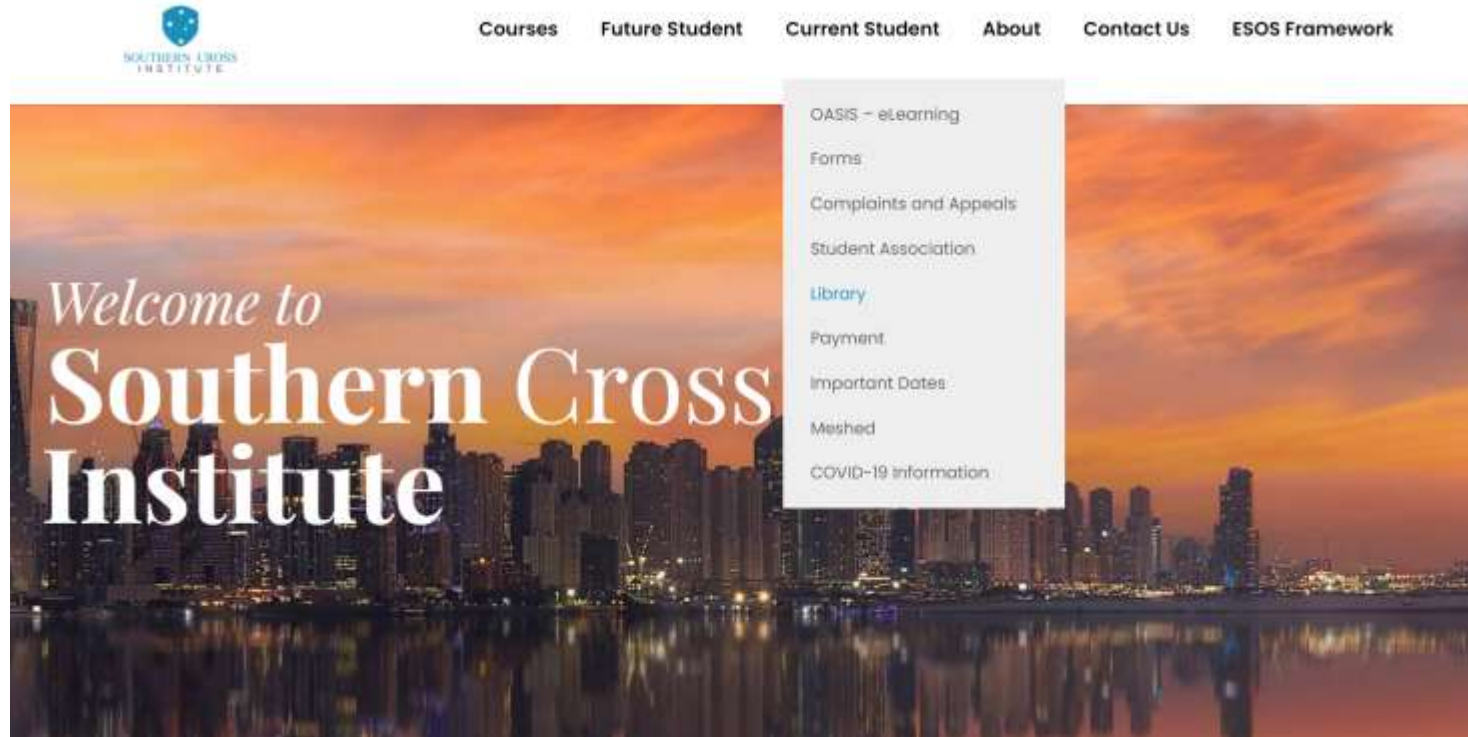 SOUTHERN CROSS
INSTITUTE
Courses Future Student Current Student About Contact Us ESOS Framework
OASIS – eLearning
Forms
Complaints and Appeals
Student Association
Library
Payment
Important Dates
Meshed
COVID-19 Information
Welcome to
Southern Cross
Institute